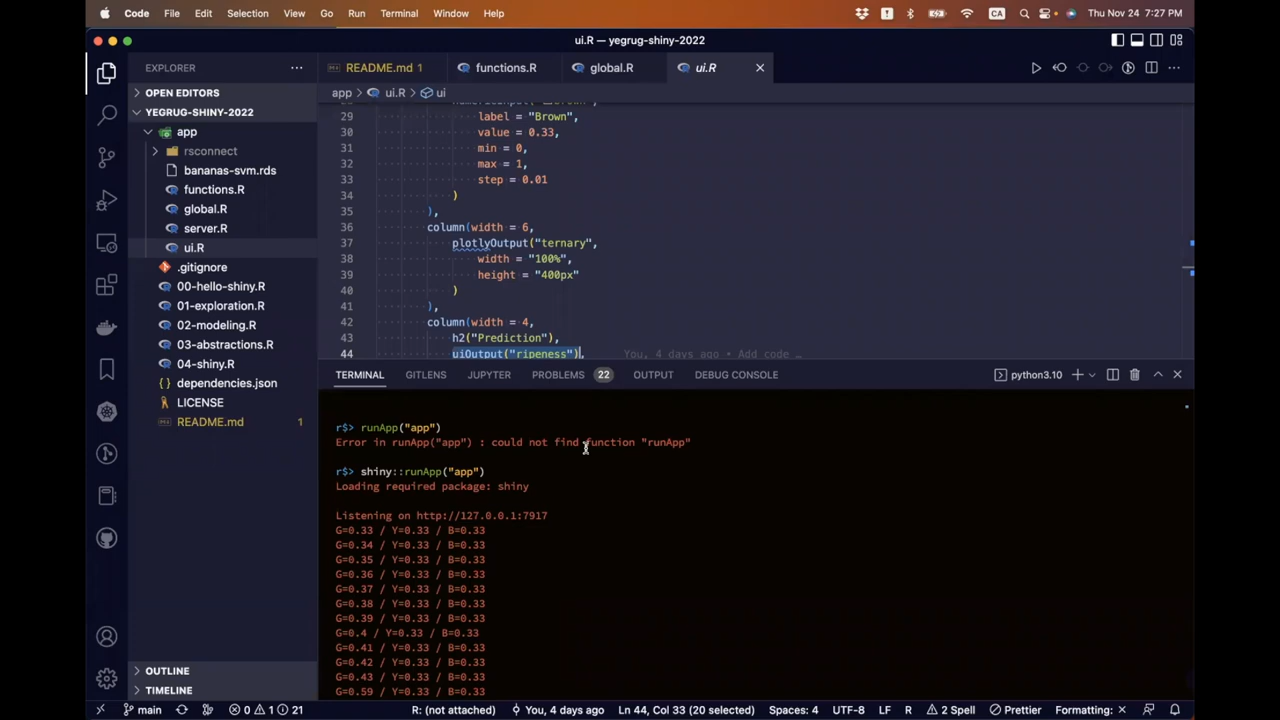 Code File Edit Selection View Go Run Terminal Window Help CA Thu Nov 24 7:27 PM
ui.R — yegrug-shiny-2022
EXPLORER
README.md 1
functions.R
global.R
ui.R
OPEN EDITORS
app > ui.R > ui
YEGRUG-SHINY-2022
app
rsconnect
bananas-svm.rds
functions.R
global.R
server.R
ui.R
.gitignore
00-hello-shiny.R
01-exploration.R
02-modeling.R
03-abstractions.R
04-shiny.R
dependencies.json
LICENSE
README.md 1
OUTLINE
TIMELINE
29 label = "Brown",
30 value = 0.33,
31 min = 0,
32 max = 1,
33 step = 0.01
34 )
35 ),
36 column(width = 6,
37 plotlyOutput("ternary",
38 width = "100%",
39 height = "400px"
40 )
41 ),
42 column(width = 4,
43 h2("Prediction"),
44 uiOutput("ripeness"), You, 4 days ago • Add code …
TERMINAL GITLENS JUPYTER PROBLEMS 22 OUTPUT DEBUG CONSOLE python3.10
r$> runApp("app")
Error in runApp("app") : could not find function "runApp"
r$> shiny::runApp("app")
Loading required package: shiny
Listening on http://127.0.0.1:7917
G=0.33 / Y=0.33 / B=0.33
G=0.34 / Y=0.33 / B=0.33
G=0.35 / Y=0.33 / B=0.33
G=0.36 / Y=0.33 / B=0.33
G=0.37 / Y=0.33 / B=0.33
G=0.38 / Y=0.33 / B=0.33
G=0.39 / Y=0.33 / B=0.33
G=0.4 / Y=0.33 / B=0.33
G=0.41 / Y=0.33 / B=0.33
G=0.42 / Y=0.33 / B=0.33
G=0.43 / Y=0.33 / B=0.33
G=0.59 / Y=0.33 / B=0.33
main 0 1 21 R: (not attached) You, 4 days ago Ln 44, Col 33 (20 selected) Spaces: 4 UTF-8 LF R 2 Spell Prettier Formatting: ×